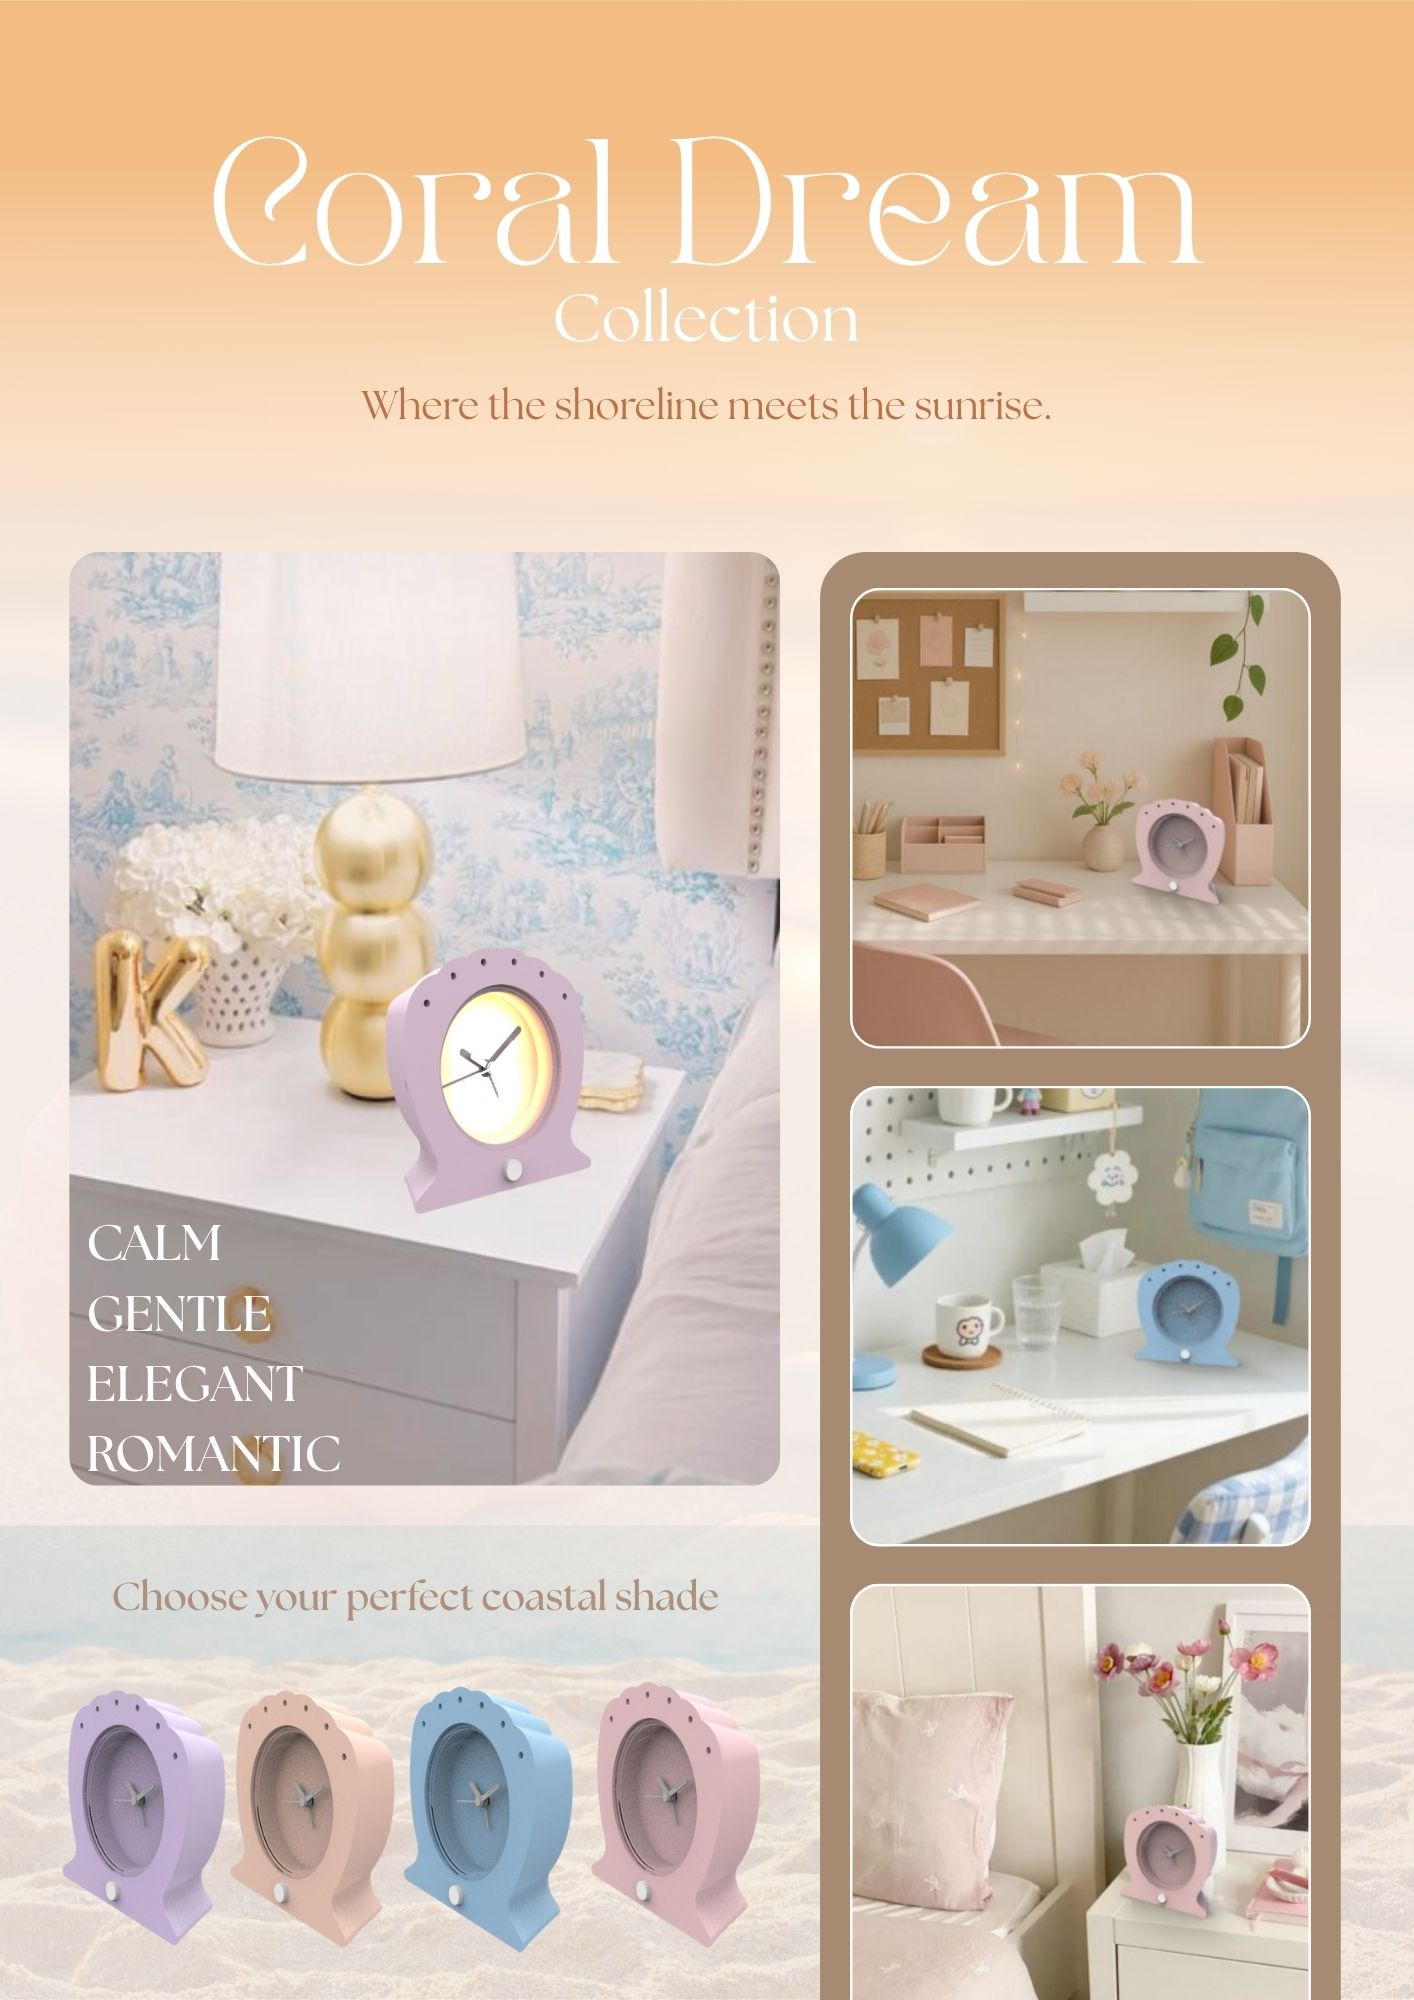 Coral Dream
Collection
Where the shoreline meets the sunrise.
K
CALM
GENTLE
ELEGANT
ROMANTIC
Choose your perfect coastal shade